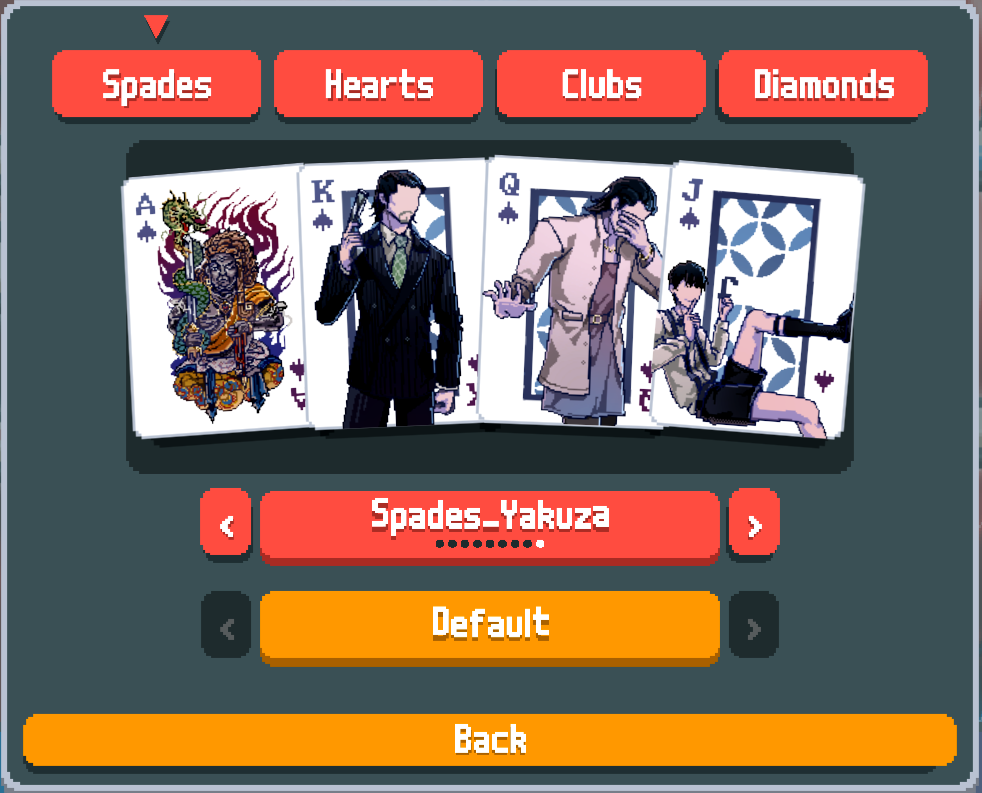 Spades
Hearts
Clubs
Diamonds
A
K
Q
J
<
Spades_Yakuza
>
<
Default
>
Back